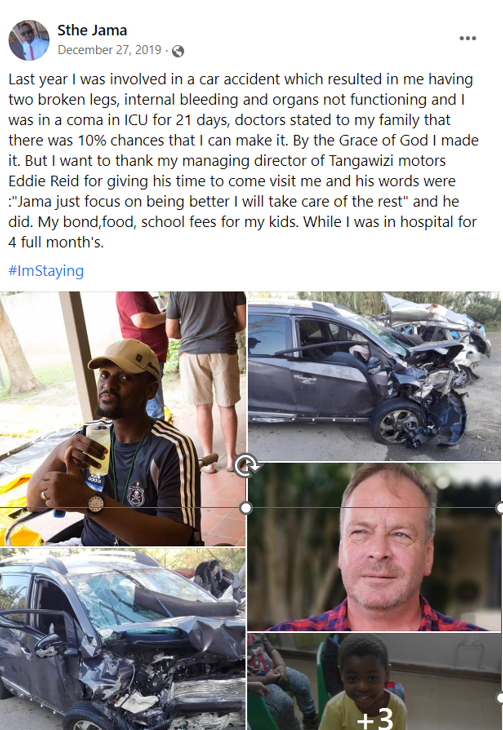 Sthe Jama
December 27, 2019 ·
Last year I was involved in a car accident which resulted in me having
two broken legs, internal bleeding and organs not functioning and I
was in a coma in ICU for 21 days, doctors stated to my family that
there was 10% chances that I can make it. By the Grace of God I made
it. But I want to thank my managing director of Tangawizi motors
Eddie Reid for giving his time to come visit me and his words were
:"Jama just focus on being better I will take care of the rest" and he
did. My bond,food, school fees for my kids. While I was in hospital for
4 full month's.
#ImStaying
+3